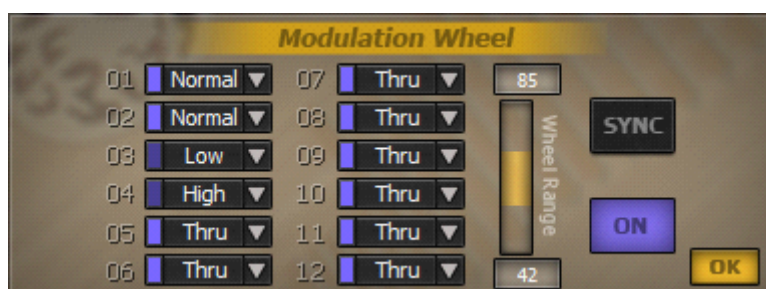 Modulation Wheel
01 Normal 07 Thru 85
02 Normal 08 Thru
03 Low 09 Thru
04 High 10 Thru
05 Thru 11 Thru
06 Thru 12 Thru 42
Wheel Range
SYNC
ON
OK